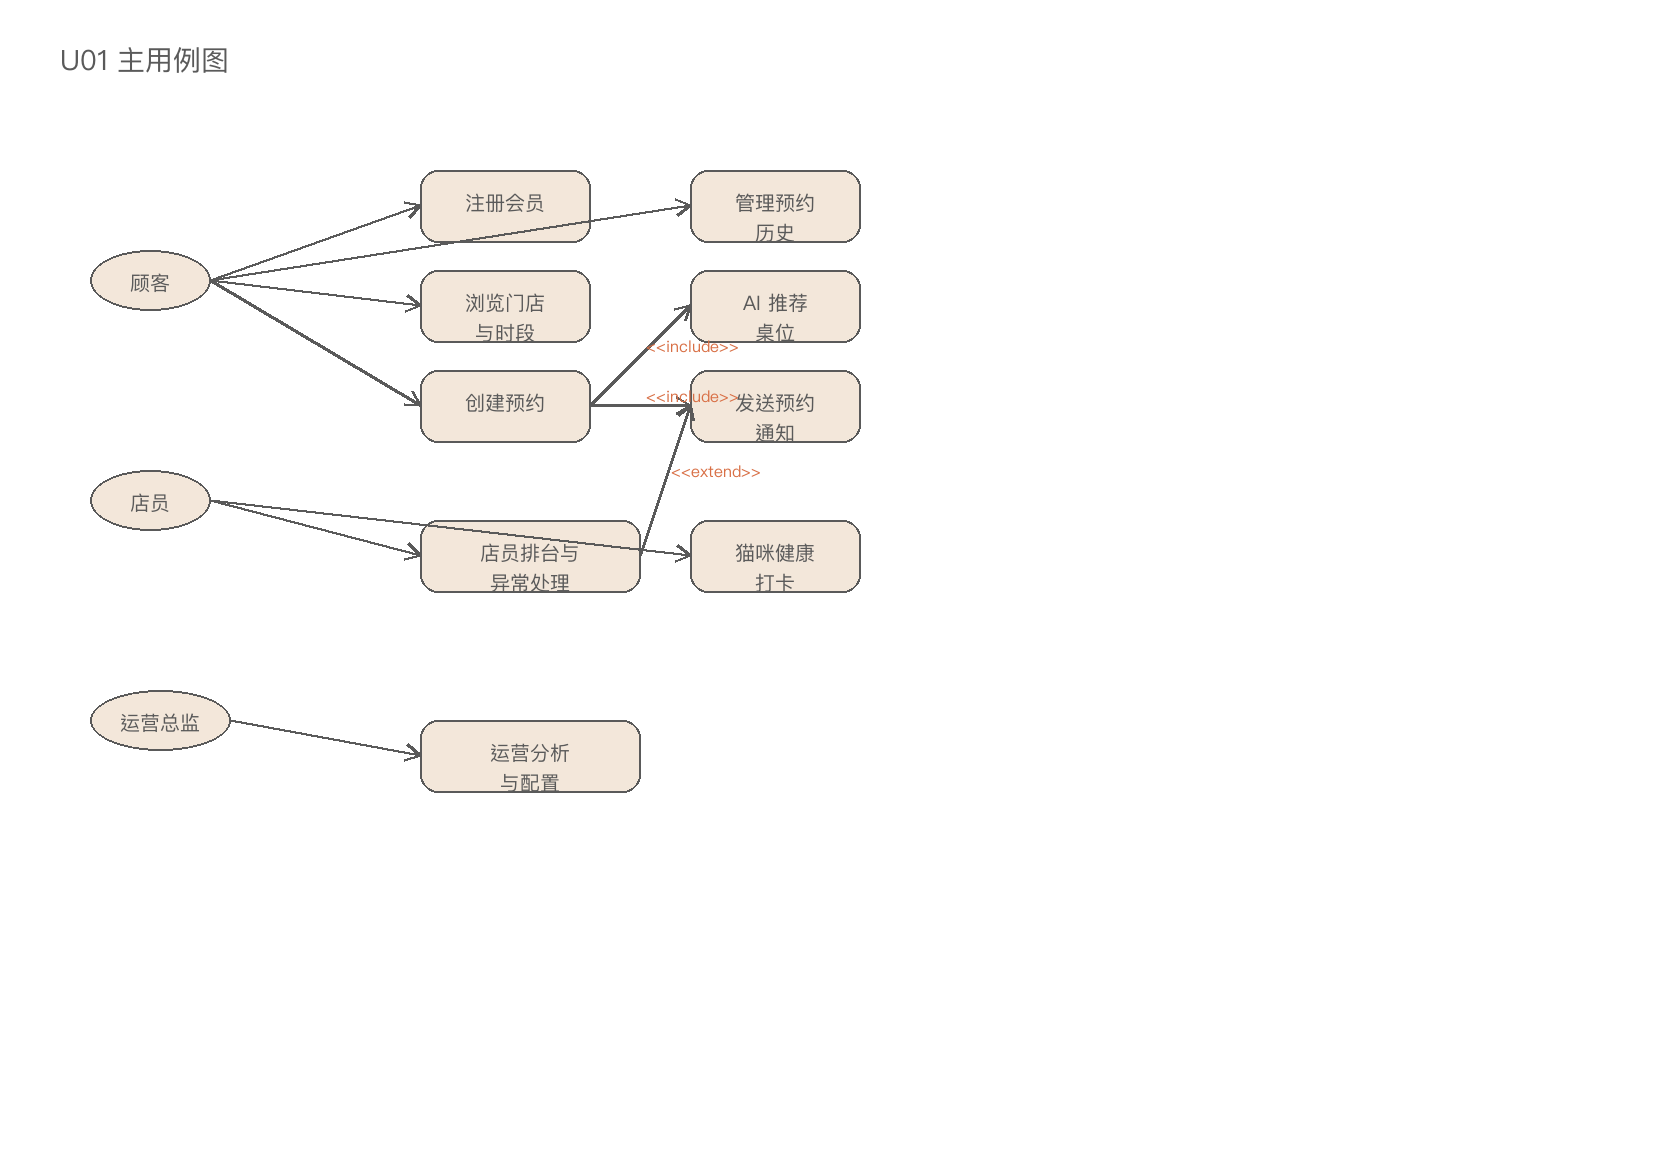 U01 主用例图
注册会员
管理预约
历史
顾客
浏览门店
与时段
AI 推荐
桌位
<<include>>
<<include>>
创建预约
发送预约
通知
<<extend>>
店员
店员排台与
异常处理
猫咪健康
打卡
运营总监
运营分析
与配置